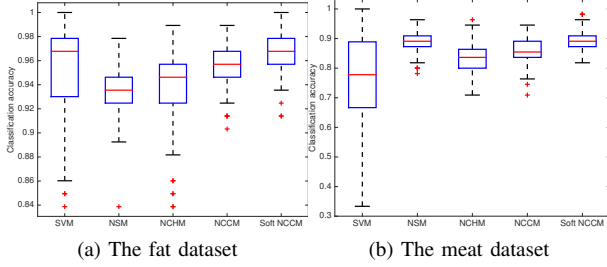 Classification accuracy
1
0.98
0.96
0.94
0.92
0.9
0.88
0.86
0.84
SVM NSM NCHM NCCM Soft NCCM
(a) The fat dataset
Classification accuracy
1
0.9
0.8
0.7
0.6
0.5
0.4
0.3
SVM NSM NCHM NCCM Soft NCCM
(b) The meat dataset